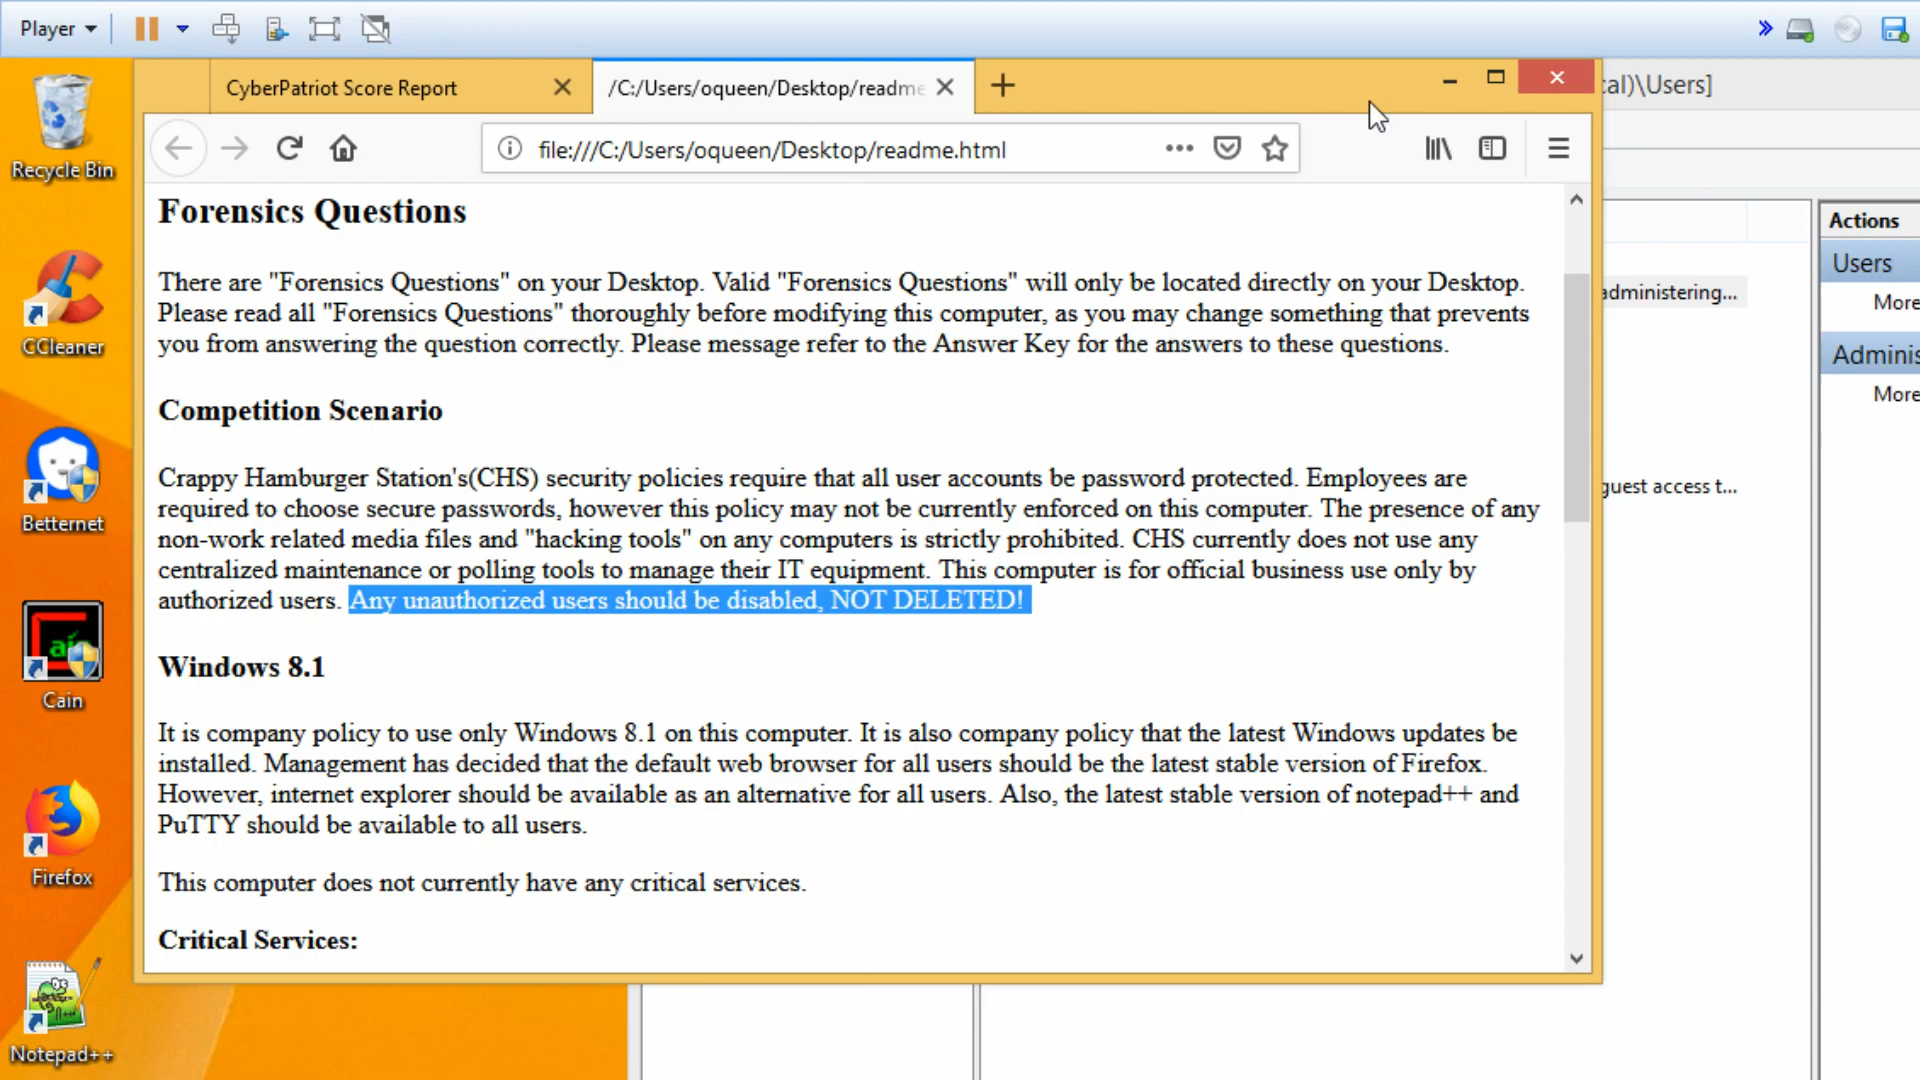 Player
CyberPatriot Score Report
/C:/Users/oqueen/Desktop/readme
cal)\Users]
file:///C:/Users/oqueen/Desktop/readme.html
Recycle Bin
CCleaner
Betternet
Cain
Firefox
Notepad++
Forensics Questions
There are "Forensics Questions" on your Desktop. Valid "Forensics Questions" will only be located directly on your Desktop.
Please read all "Forensics Questions" thoroughly before modifying this computer, as you may change something that prevents
you from answering the question correctly. Please message refer to the Answer Key for the answers to these questions.
Competition Scenario
Crappy Hamburger Station's(CHS) security policies require that all user accounts be password protected. Employees are
required to choose secure passwords, however this policy may not be currently enforced on this computer. The presence of any
non-work related media files and "hacking tools" on any computers is strictly prohibited. CHS currently does not use any
centralized maintenance or polling tools to manage their IT equipment. This computer is for official business use only by
authorized users. Any unauthorized users should be disabled, NOT DELETED!
Windows 8.1
It is company policy to use only Windows 8.1 on this computer. It is also company policy that the latest Windows updates be
installed. Management has decided that the default web browser for all users should be the latest stable version of Firefox.
However, internet explorer should be available as an alternative for all users. Also, the latest stable version of notepad++ and
PuTTY should be available to all users.
This computer does not currently have any critical services.
Critical Services:
administering...
guest access t...
Actions
Users
More
Adminis
More